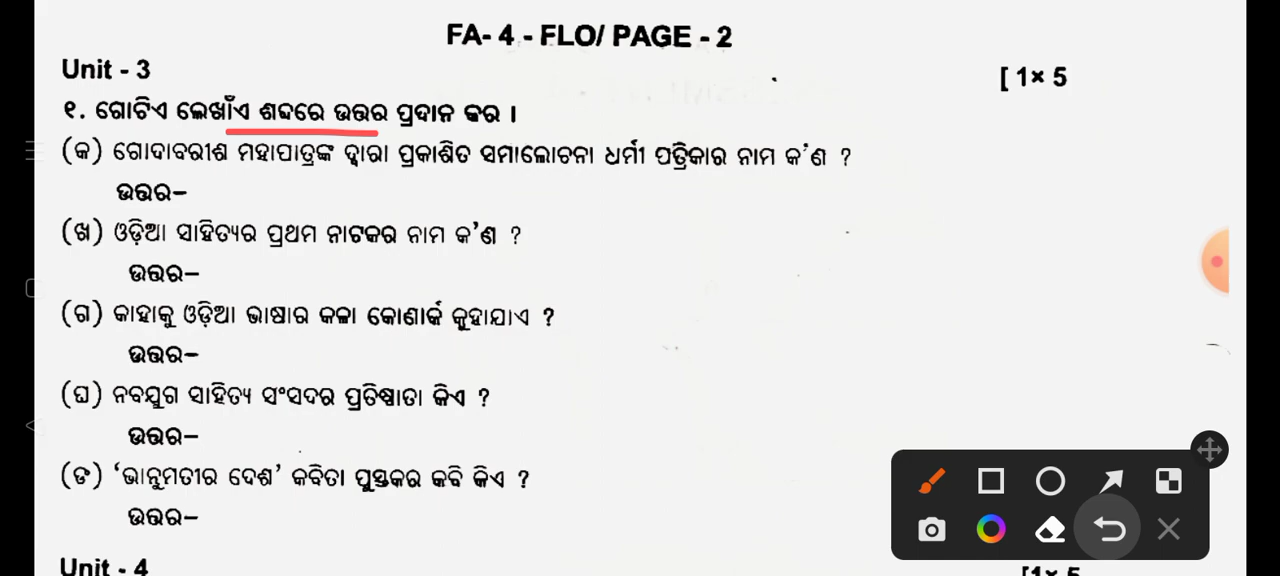 FA- 4 - FLO/ PAGE - 2
Unit - 3 [ 1× 5
୧. ଗୋଟିଏ ଲେଖାଁଏ ଶବ୍ଦରେ ଉତ୍ତର ପ୍ରଦାନ କର ।
(କ) ଗୋଦାବରୀଶ ମହାପାତ୍ରଙ୍କ ଦ୍ୱାରା ପ୍ରକାଶିତ ସମାଲୋଚନା ଧର୍ମୀ ପତ୍ରିକାର ନାମ କ'ଣ ?
ଉତ୍ତର–
(ଖ) ଓଡ଼ିଆ ସାହିତ୍ୟର ପ୍ରଥମ ନାଟକର ନାମ କ'ଣ ?
ଉତ୍ତର–
(ଗ) କାହାକୁ ଓଡ଼ିଆ ଭାଷାର କଳା କୋଣାର୍କ କୁହାଯାଏ ?
ଉତ୍ତର–
(ଘ) ନବଯୁଗ ସାହିତ୍ୟ ସଂସଦର ପ୍ରତିଷ୍ଠାତା କିଏ ?
ଉତ୍ତର–
(ଙ) 'ଭାନୁମତୀର ଦେଶ' କବିତା ପୁସ୍ତକର କବି କିଏ ?
ଉତ୍ତର–
Unit - 4 [1× 5